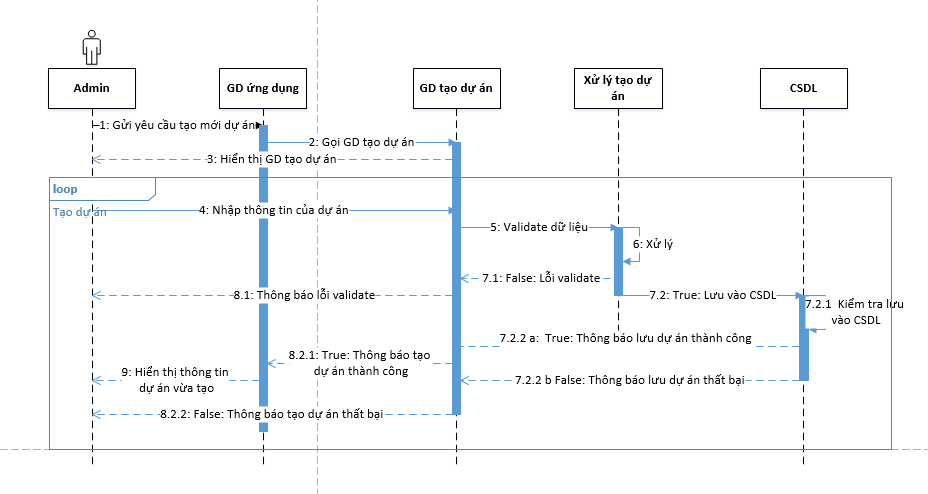 Admin
GD ứng dụng
GD tạo dự án
Xử lý tạo dự
án
CSDL
1: Gửi yêu cầu tạo mới dự án
2: Gọi GD tạo dự án
3: Hiển thị GD tạo dự án
loop
Tạo dự án
4: Nhập thông tin của dự án
5: Validate dữ liệu
6: Xử lý
7.1: False: Lỗi validate
8.1: Thông báo lỗi validate
7.2: True: Lưu vào CSDL
7.2.1 Kiểm tra lưu
vào CSDL
7.2.2 a: True: Thông báo lưu dự án thành công
8.2.1: True: Thông báo tạo
dự án thành công
9: Hiển thị thông tin
dự án vừa tạo
7.2.2 b False: Thông báo lưu dự án thất bại
8.2.2: False: Thông báo tạo dự án thất bại